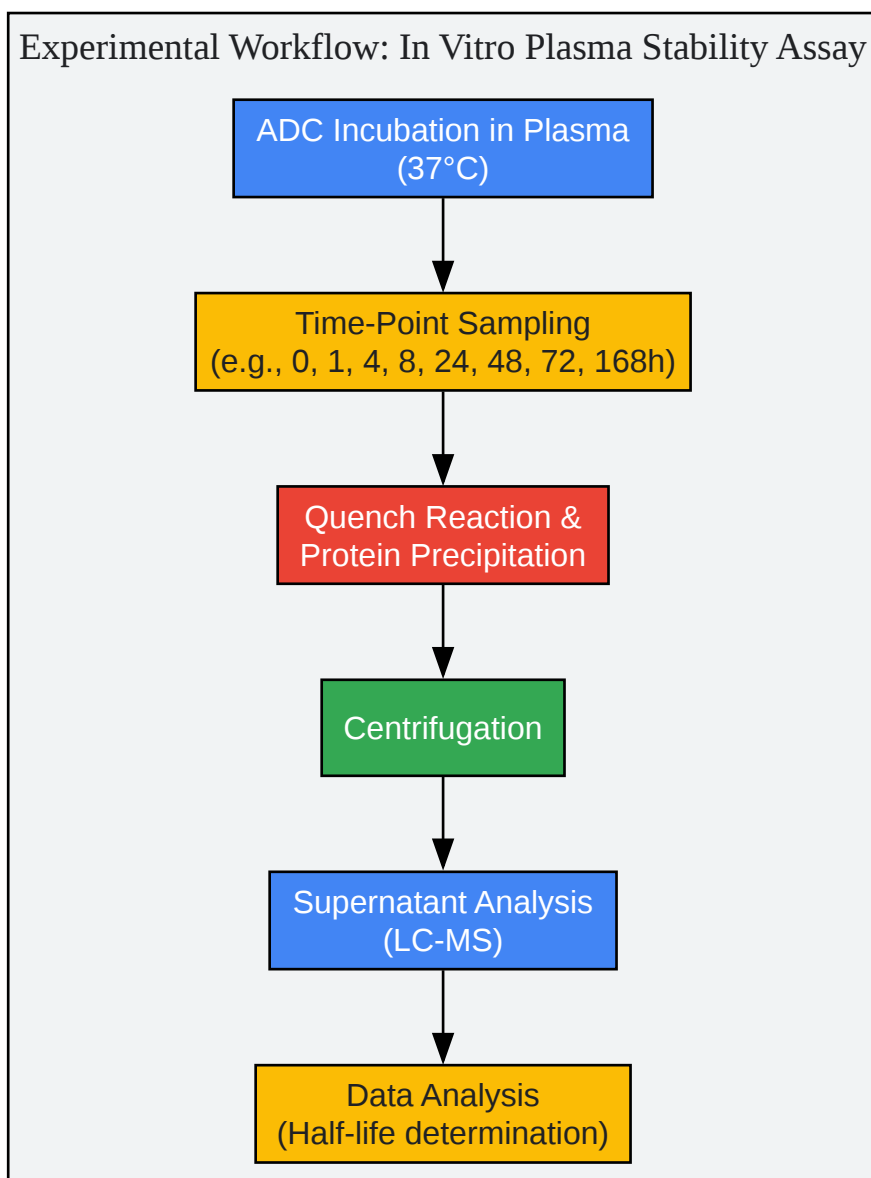 Experimental Workflow: In Vitro Plasma Stability Assay
ADC Incubation in Plasma
(37°C)
Time-Point Sampling
(e.g., 0, 1, 4, 8, 24, 48, 72, 168h)
Quench Reaction &
Protein Precipitation
Centrifugation
Supernatant Analysis
(LC-MS)
Data Analysis
(Half-life determination)